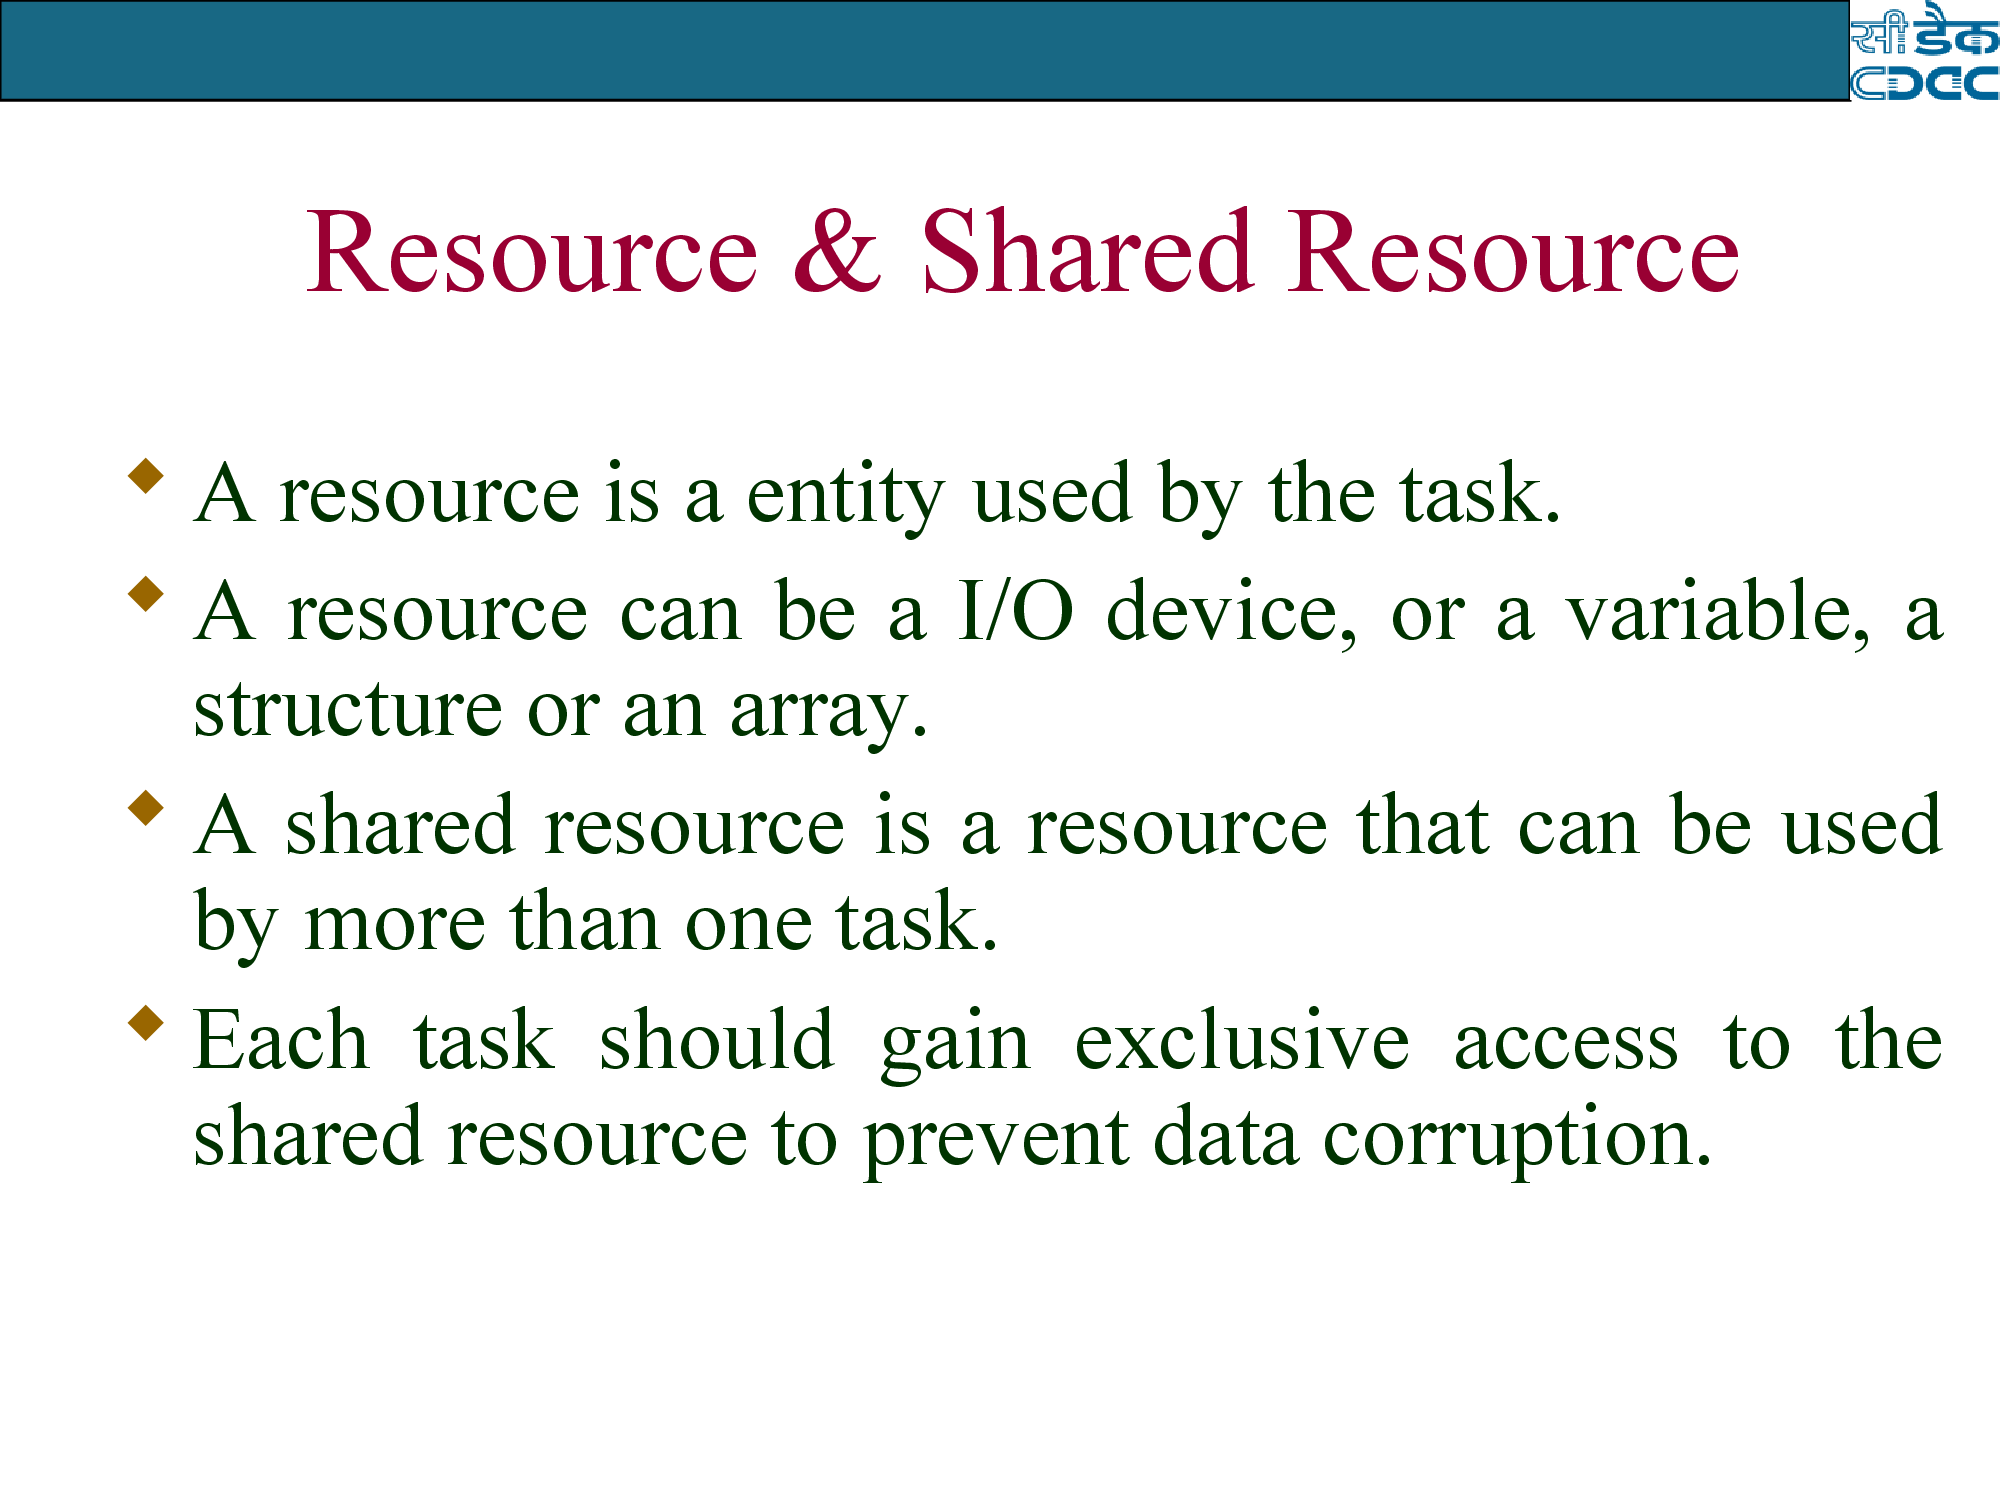 सी डैक
CDAC
Resource & Shared Resource
A resource is a entity used by the task.
A resource can be a I/O device, or a variable, a
structure or an array.
A shared resource is a resource that can be used
by more than one task.
Each task should gain exclusive access to the
shared resource to prevent data corruption.